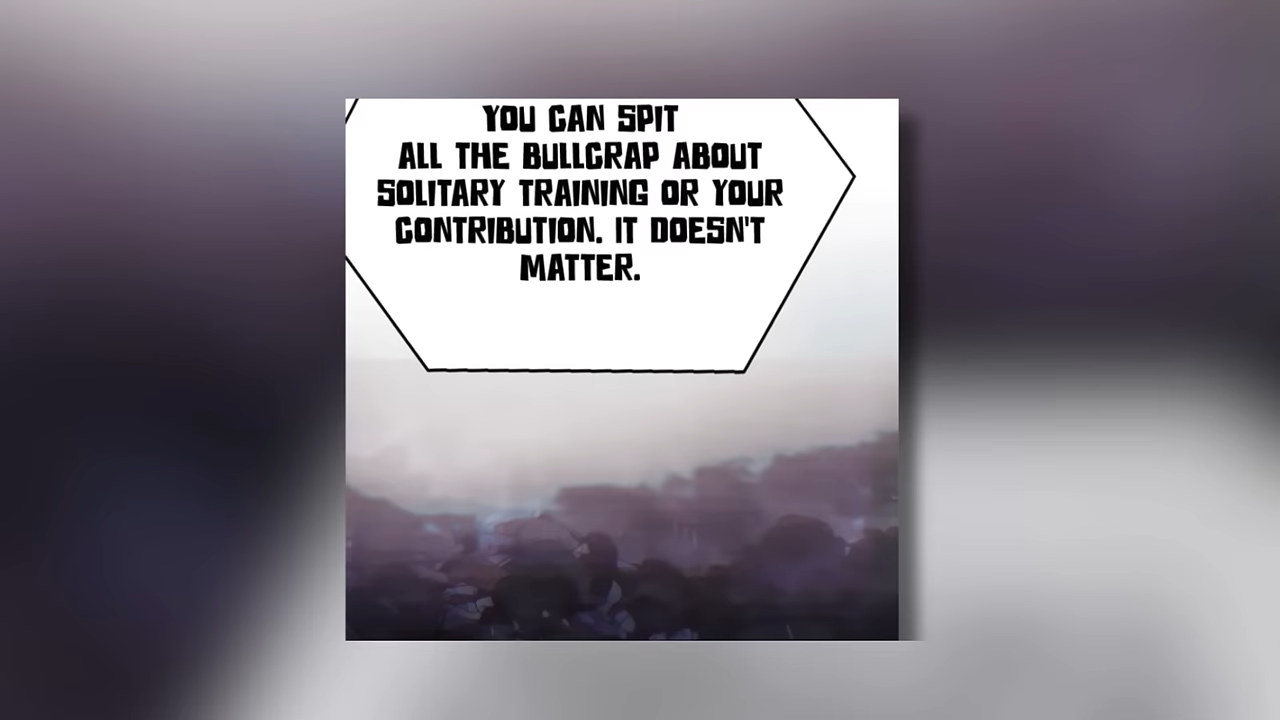 YOU CAN SPIT
ALL THE BULLCRAP ABOUT
SOLITARY TRAINING OR YOUR
CONTRIBUTION. IT DOESN'T
MATTER.